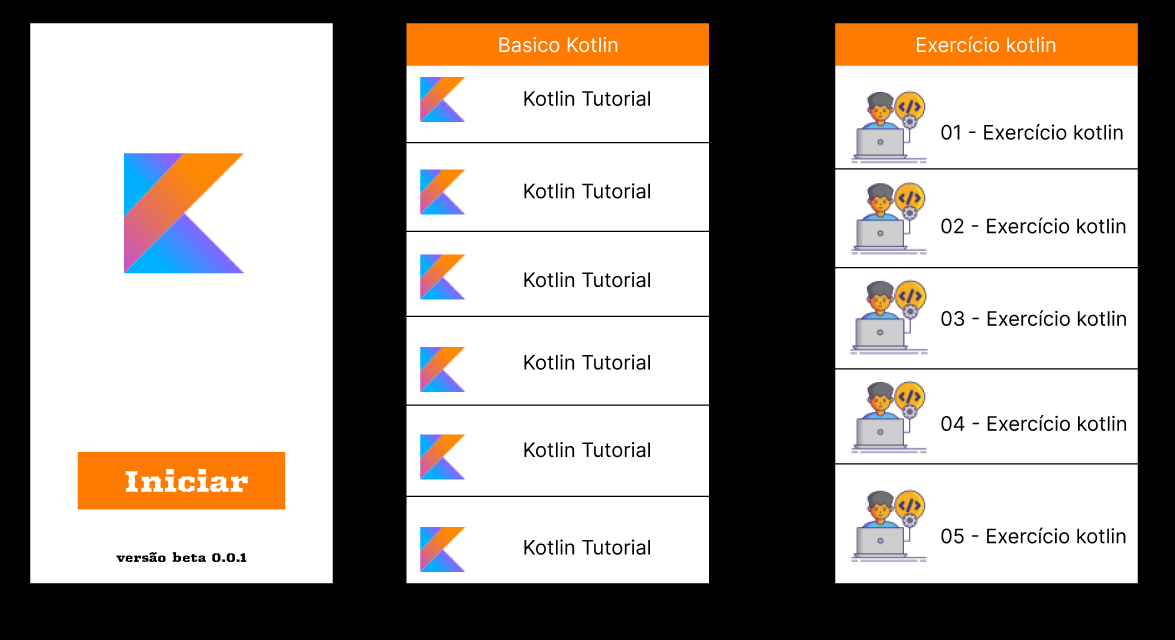 Iniciar
versão beta 0.0.1
Basico Kotlin
Kotlin Tutorial
Kotlin Tutorial
Kotlin Tutorial
Kotlin Tutorial
Kotlin Tutorial
Kotlin Tutorial
Exercício kotlin
01 - Exercício kotlin
02 - Exercício kotlin
03 - Exercício kotlin
04 - Exercício kotlin
05 - Exercício kotlin